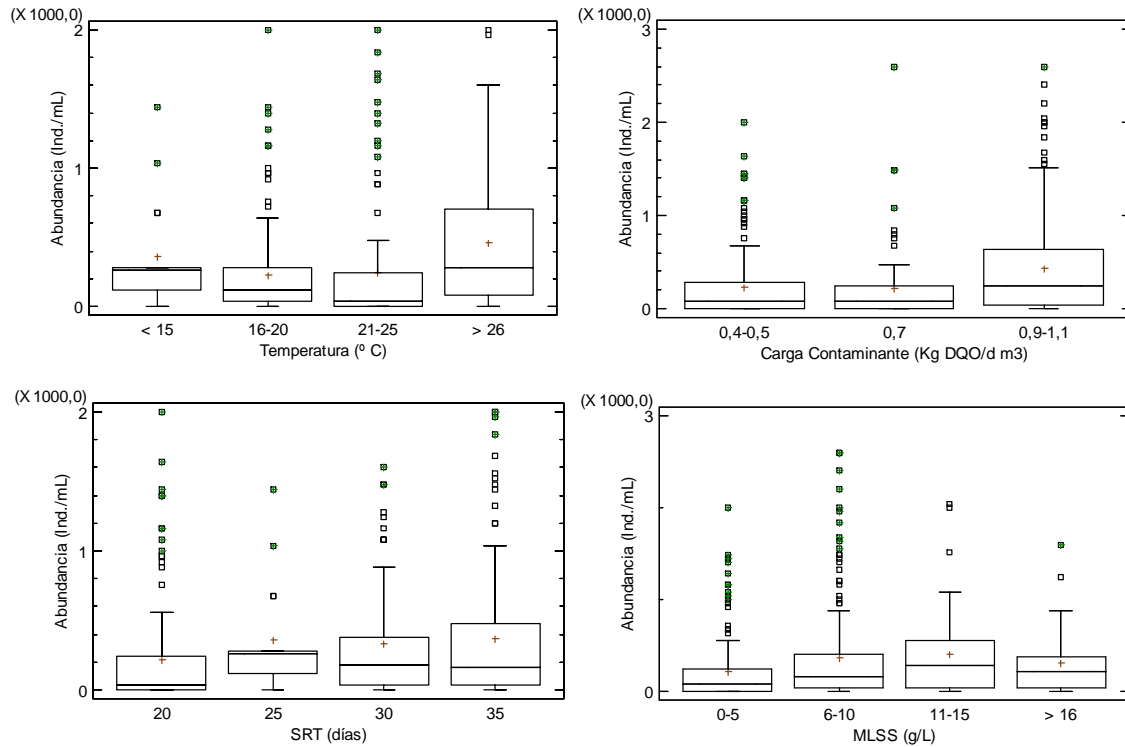 (X 1000,0)
2
1
0
Abundancia (Ind./mL)
< 15 16-20 21-25 > 26
Temperatura (º C)
(X 1000,0)
3
2
1
0
Abundancia (Ind./mL)
0,4-0,5 0,7 0,9-1,1
Carga Contaminante (Kg DQO/d m3)
(X 1000,0)
2
1
0
Abundancia (Ind./mL)
20 25 30 35
SRT (días)
(X 1000,0)
3
0
Abundancia (Ind./mL)
0-5 6-10 11-15 > 16
MLSS (g/L)